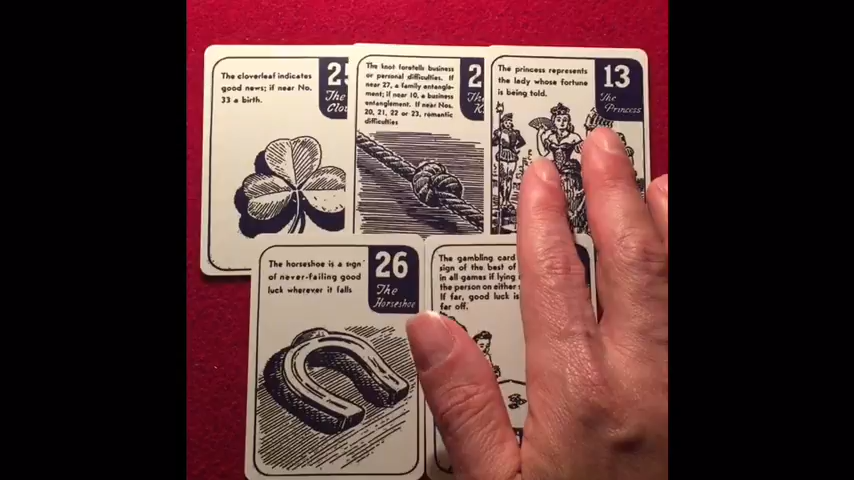 The cloverleaf indicates
good news; if near No.
33 a birth.
The
The knot foretells business
or personal difficulties. If
near 27, a family entangle-
ment; if near 10, a business
entanglement. If near Nos.
20, 21, 22 or 23, romantic
difficulties
The
The princess represents
the lady whose fortune
is being told.
13
The
Princess
The horseshoe is a sign
of never-failing good
luck wherever it falls
26
The
Horseshoe
The gambling card
sign of the best of
in all games if lying
the person on either
If far, good luck is
far off.